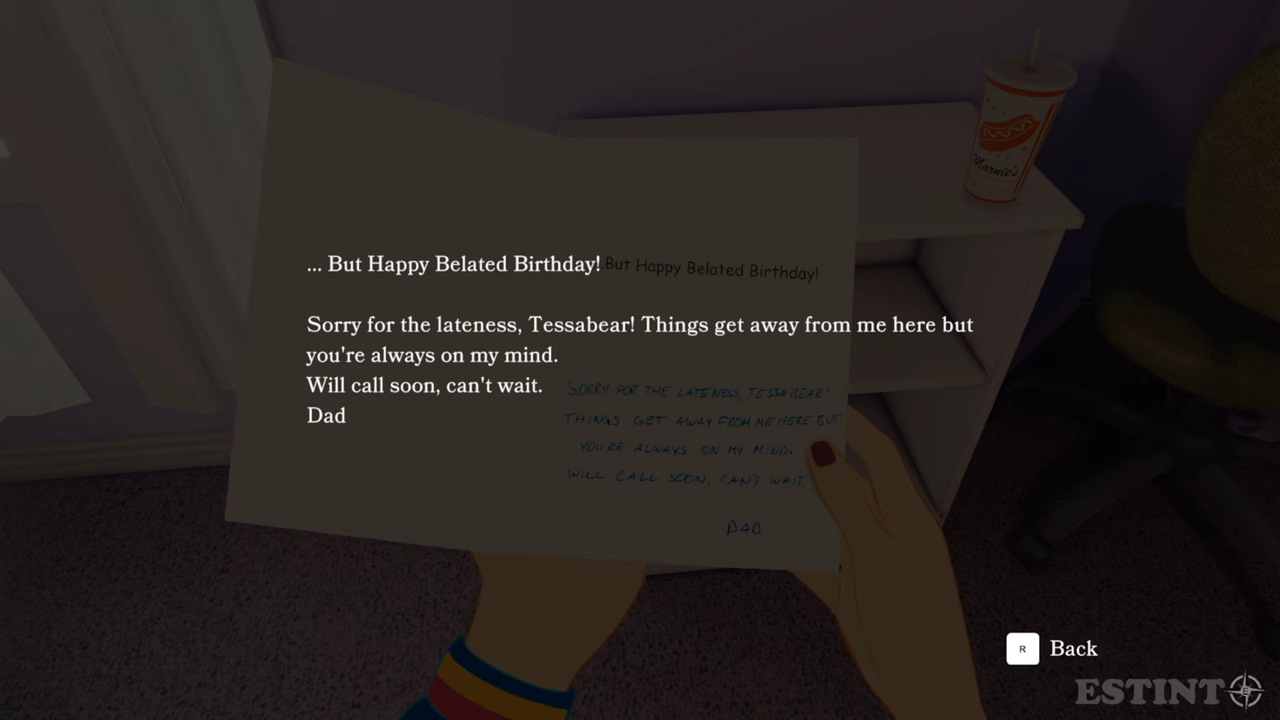 ... But Happy Belated Birthday!
Sorry for the lateness, Tessabear! Things get away from me here but
you're always on my mind.
Will call soon, can't wait.
Dad
But Happy Belated Birthday!
SORRY FOR THE LATENESS, TESSABEAR!
THINGS GET AWAY FROM ME HERE BUT
YOU'RE ALWAYS ON MY MIND.
WILL CALL SOON, CAN'T WAIT
DAD
Marnie's
R Back
ESTINT